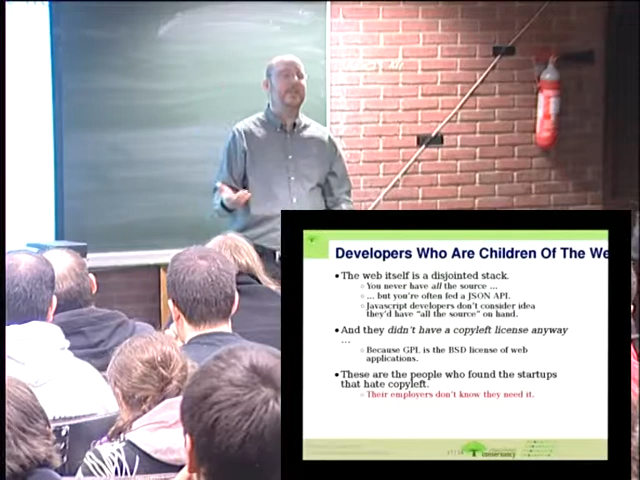 Developers Who Are Children Of The We
• The web itself is a disjointed stack.
◦ You never have all the source ...
◦ ... but you're often fed a JSON API.
◦ Javascript developers don't consider idea
they'd have "all the source" on hand.
• And they didn't have a copyleft license anyway
...
◦ Because GPL is the BSD license of web
applications.
• These are the people who found the startups
that hate copyleft.
◦ Their employers don't know they need it.
conservancy